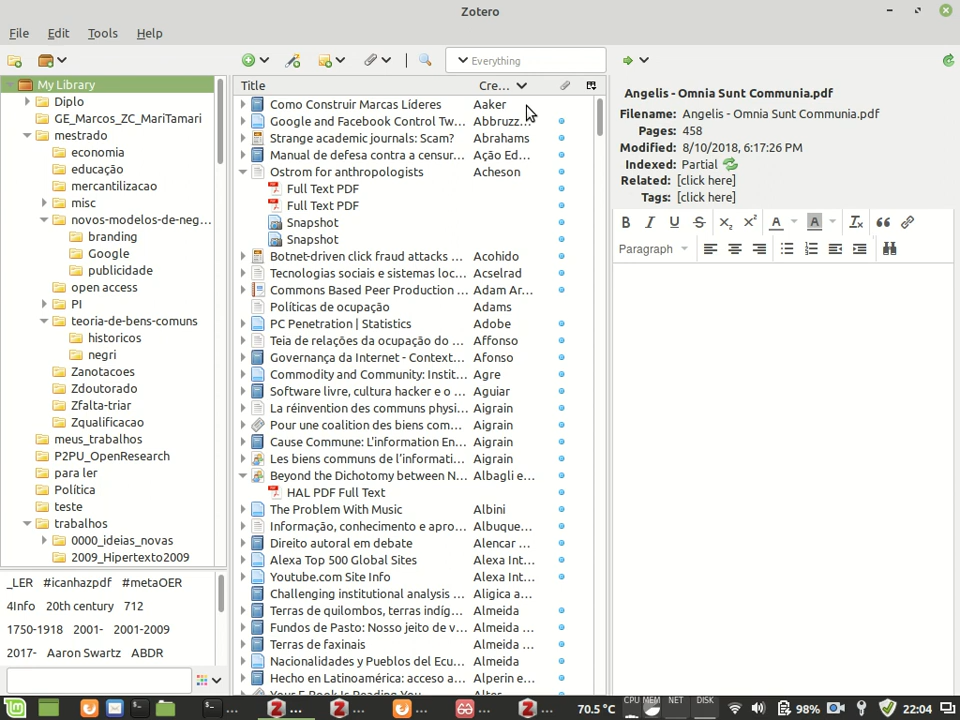 Zotero
File Edit Tools Help
Everything
My Library
Diplo
GE_Marcos_ZC_MariTamari
mestrado
economia
educação
mercantilizacao
misc
novos-modelos-de-neg...
branding
Google
publicidade
open access
PI
teoria-de-bens-comuns
historicos
negri
Zanotacoes
Zdoutorado
Zfalta-triar
Zqualificacao
meus_trabalhos
P2PU_OpenResearch
para ler
Política
teste
trabalhos
0000_ideias_novas
2009_Hipertexto2009
_LER #icanhazpdf #metaOER
4Info 20th century 712
1750-1918 2001- 2001-2009
2017- Aaron Swartz ABDR
Title Cre...
Como Construir Marcas Líderes Aaker
Google and Facebook Control Tw... Abbruzz...
Strange academic journals: Scam? Abrahams
Manual de defesa contra a censur... Ação Ed...
Ostrom for anthropologists Acheson
Full Text PDF
Full Text PDF
Snapshot
Snapshot
Botnet-driven click fraud attacks ... Acohido
Tecnologias sociais e sistemas loc... Acselrad
Commons Based Peer Production ... Adam Ar...
Políticas de ocupação Adams
PC Penetration | Statistics Adobe
Teia de relações da ocupação do ... Affonso
Governança da Internet - Context... Afonso
Commodity and Community: Instit... Agre
Software livre, cultura hacker e o ... Aguiar
La réinvention des communs physi... Aigrain
Pour une coalition des biens com... Aigrain
Cause Commune: L'information En... Aigrain
Les biens communs de l’informati... Aigrain
Beyond the Dichotomy between N... Albagli e...
HAL PDF Full Text
The Problem With Music Albini
Informação, conhecimento e apro... Albuque...
Direito autoral em debate Alencar ...
Alexa Top 500 Global Sites Alexa Int...
Youtube.com Site Info Alexa Int...
Challenging institutional analysis ... Aligica a...
Terras de quilombos, terras indíg... Almeida
Fundos de Pasto: Nosso jeito de v... Almeida ...
Terras de faxinais Almeida ...
Nacionalidades y Pueblos del Ecu... Almeida
Hecho en Latinoamérica: acceso a... Alperin e...
Your E-Book Is Reading You Alter
Angelis - Omnia Sunt Communia.pdf
Filename: Angelis - Omnia Sunt Communia.pdf
Pages: 458
Modified: 8/10/2018, 6:17:26 PM
Indexed: Partial
Related: [click here]
Tags: [click here]
B I U S X₂ X² A A Tx
Paragraph
... ... ... ... ... ... 70.5°C CPU MEM NET DISK 98% 22:04